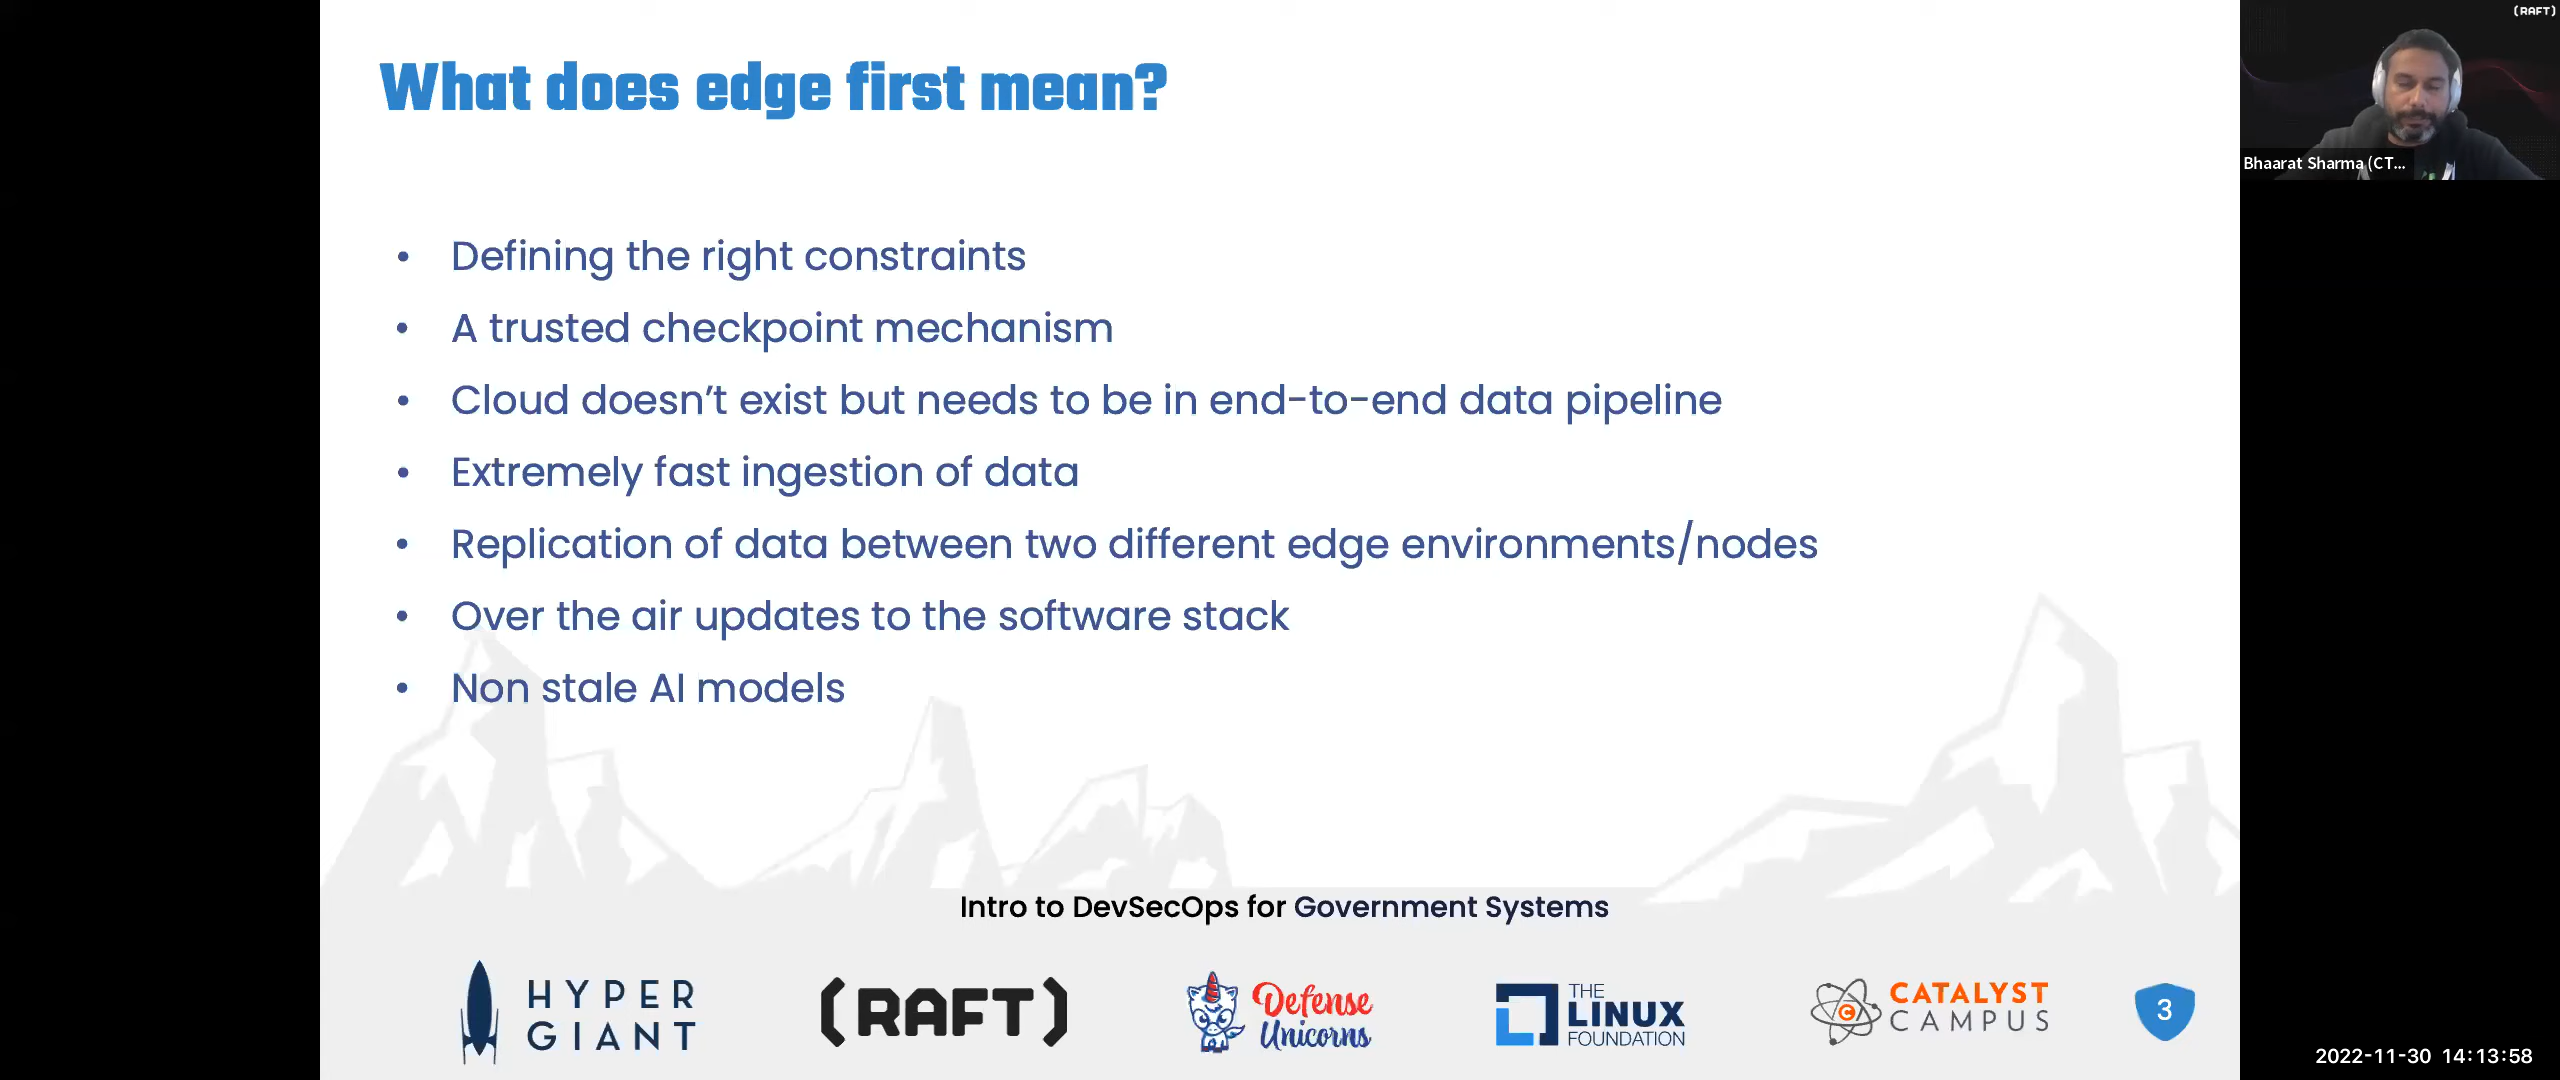 What does edge first mean?
• Defining the right constraints
• A trusted checkpoint mechanism
• Cloud doesn’t exist but needs to be in end-to-end data pipeline
• Extremely fast ingestion of data
• Replication of data between two different edge environments/nodes
• Over the air updates to the software stack
• Non stale AI models
Intro to DevSecOps for Government Systems
HYPER
GIANT
(RAFT)
Defense
Unicorns
THE
LINUX
FOUNDATION
C
CATALYST
CAMPUS
3
(RAFT)
Bhaarat Sharma (CT...
2022-11-30 14:13:58